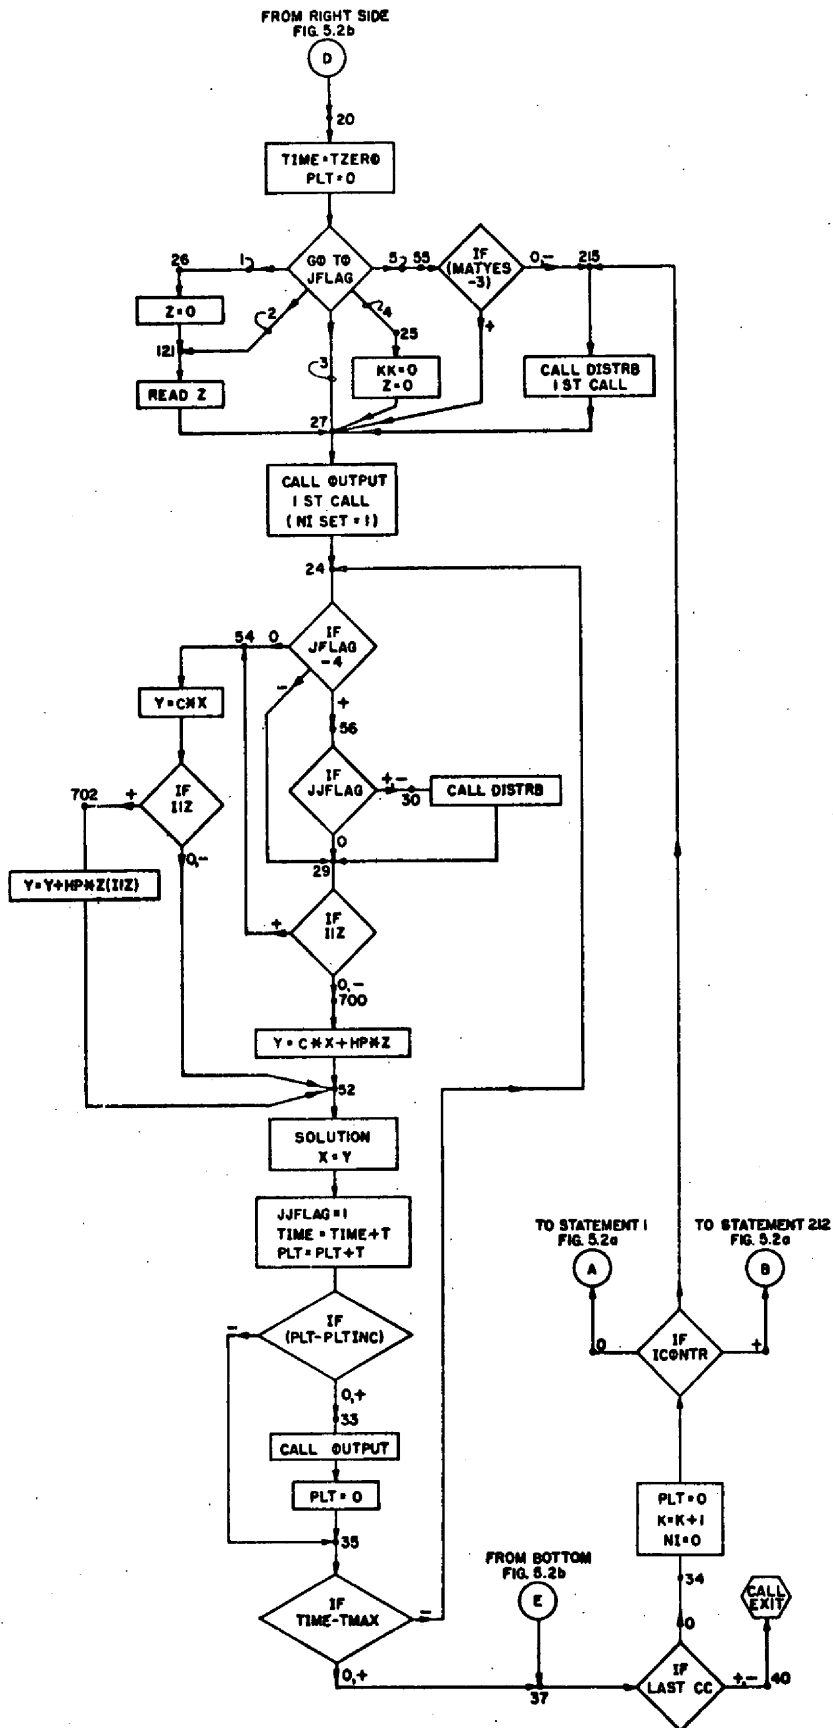 FROM RIGHT SIDE
FIG. 5.2b
D
20
TIME=TZERO
PLT=0
26
1
GO TO
JFLAG
5
55
IF
(MATYES
-3)
0,-
215
Z=0
2
4
+
121
25
3
READ Z
KK=0
Z=0
CALL DISTRB
1 ST CALL
27
CALL OUTPUT
1 ST CALL
(NI SET=1)
24
54
0
IF
JFLAG
-4
-
+
Y=C*X
56
702
+
IF
IIZ
IF
JJFLAG
+,-
30
CALL DISTRB
0,-
0
29
Y=Y+HP*Z(IIZ)
+
IF
IIZ
0,-
700
Y=C*X+HP*Z
52
SOLUTION
X=Y
JJFLAG=1
TIME=TIME+T
PLT=PLT+T
TO STATEMENT 1
FIG. 5.2a
A
TO STATEMENT 212
FIG. 5.2a
B
-
IF
(PLT-PLTINC)
0
IF
ICONTR
+
0,+
33
CALL OUTPUT
PLT=0
PLT=0
K=K+1
NI=0
35
FROM BOTTOM
FIG. 5.2b
E
34
CALL
EXIT
IF
TIME-TMAX
-
0
0,+
37
IF
LAST CC
+,-
40